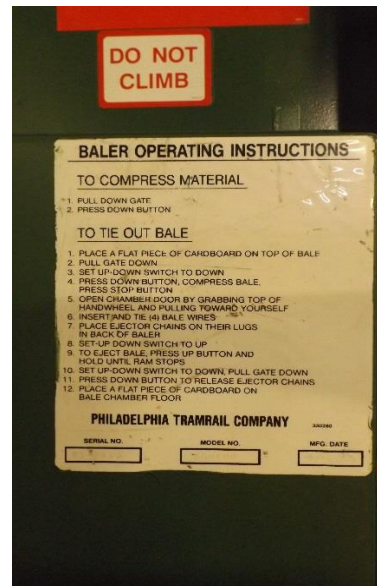 DO NOT
CLIMB
BALER OPERATING INSTRUCTIONS
TO COMPRESS MATERIAL
1. PULL DOWN GATE
2. PRESS DOWN BUTTON
TO TIE OUT BALE
1. PLACE A FLAT PIECE OF CARDBOARD ON TOP OF BALE
2. PULL GATE DOWN
3. SET UP-DOWN SWITCH TO DOWN
4. PRESS DOWN BUTTON, COMPRESS BALE,
PRESS STOP BUTTON
5. OPEN CHAMBER DOOR BY GRABBING TOP OF
HANDWHEEL AND PULLING TOWARD YOURSELF
6. INSERT AND TIE (4) BALE WIRES
7. PLACE EJECTOR CHAINS ON THEIR LUGS
IN BACK OF BALER
8. SET-UP DOWN SWITCH TO UP
9. TO EJECT BALE, PRESS UP BUTTON AND
HOLD UNTIL RAM STOPS
10. SET UP-DOWN SWITCH TO DOWN, PULL GATE DOWN
11. PRESS DOWN BUTTON TO RELEASE EJECTOR CHAINS
12. PLACE A FLAT PIECE OF CARDBOARD ON
BALE CHAMBER FLOOR
PHILADELPHIA TRAMRAIL COMPANY
SERIAL NO. MODEL NO. MFG. DATE